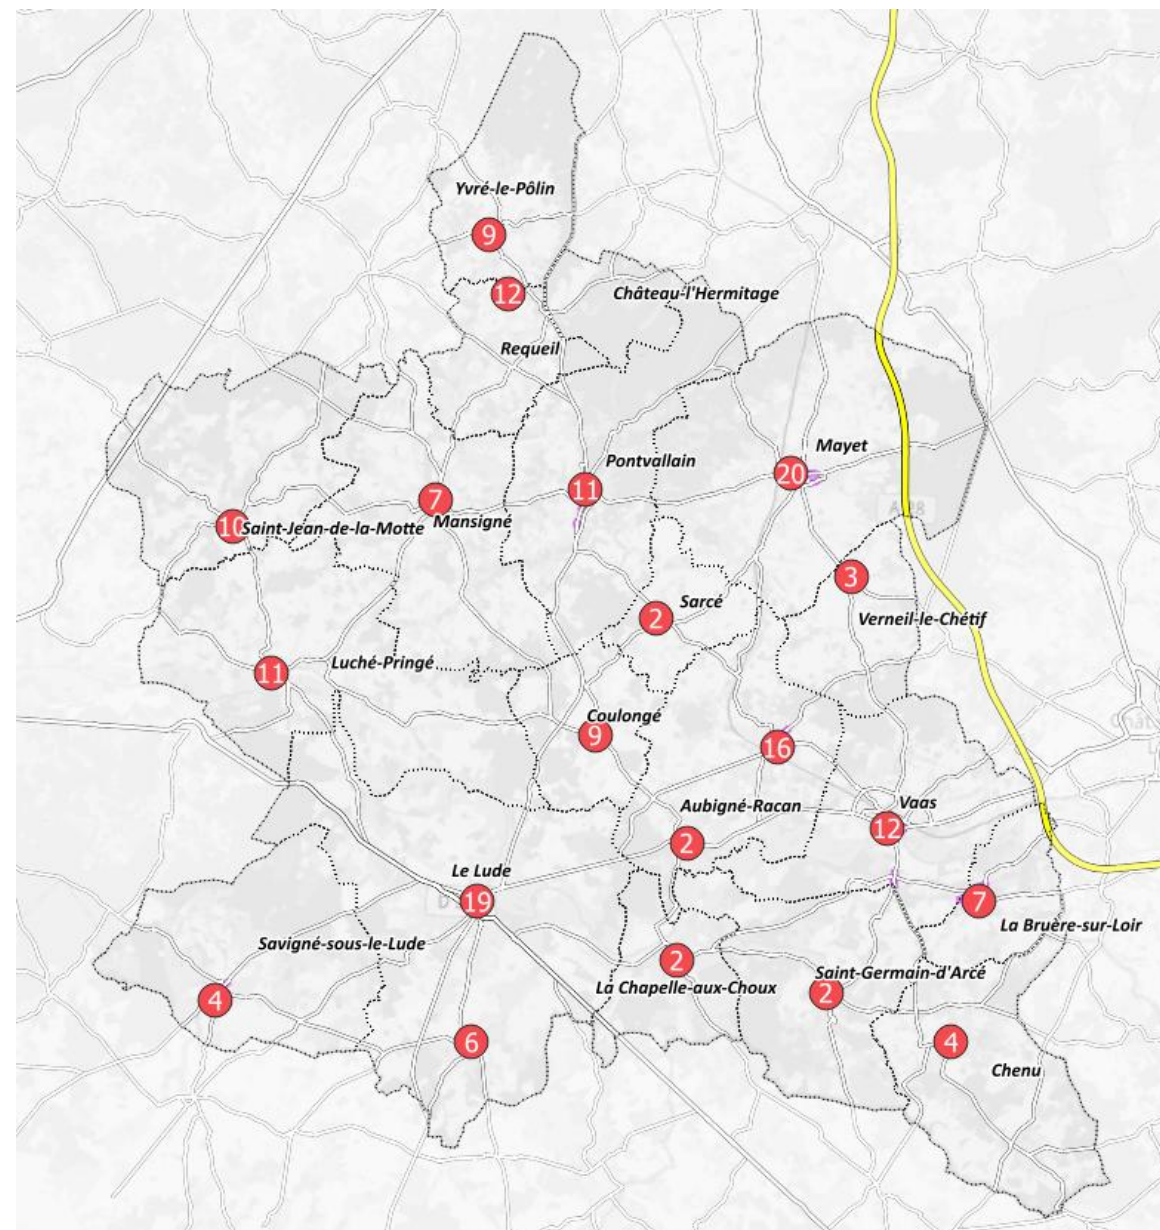 Yvré-le-Pôlin
9
12
Château-l'Hermitage
Requeil
Mayet
Pontvallain
20
11
7
Mansigné
10
Saint-Jean-de-la-Motte
3
Sarcé
2
Verneil-le-Chétif
Luché-Pringé
11
Coulongé
9
16
Aubigné-Racan
Vaas
12
2
Le Lude
19
7
La Bruère-sur-Loir
Savigné-sous-le-Lude
2
La Chapelle-aux-Choux
Saint-Germain-d'Arcé
2
4
6
4
Chenu